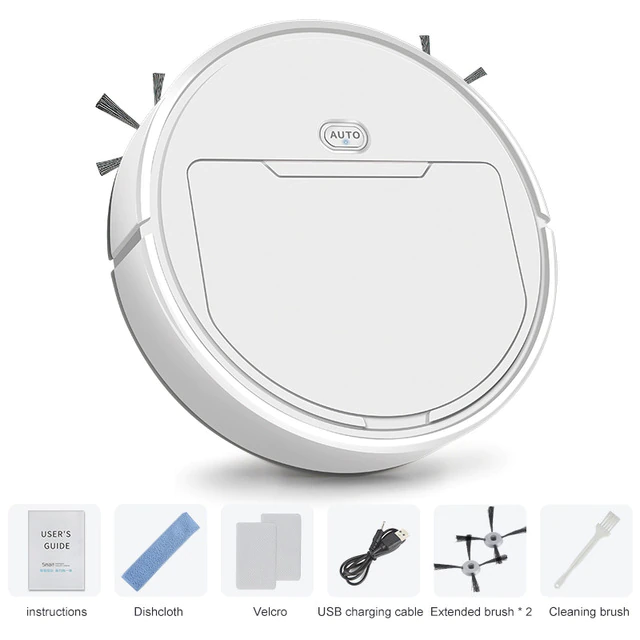 AUTO
USER'S
GUIDE
instructions
Dishcloth
Velcro
USB charging cable
Extended brush * 2
Cleaning brush